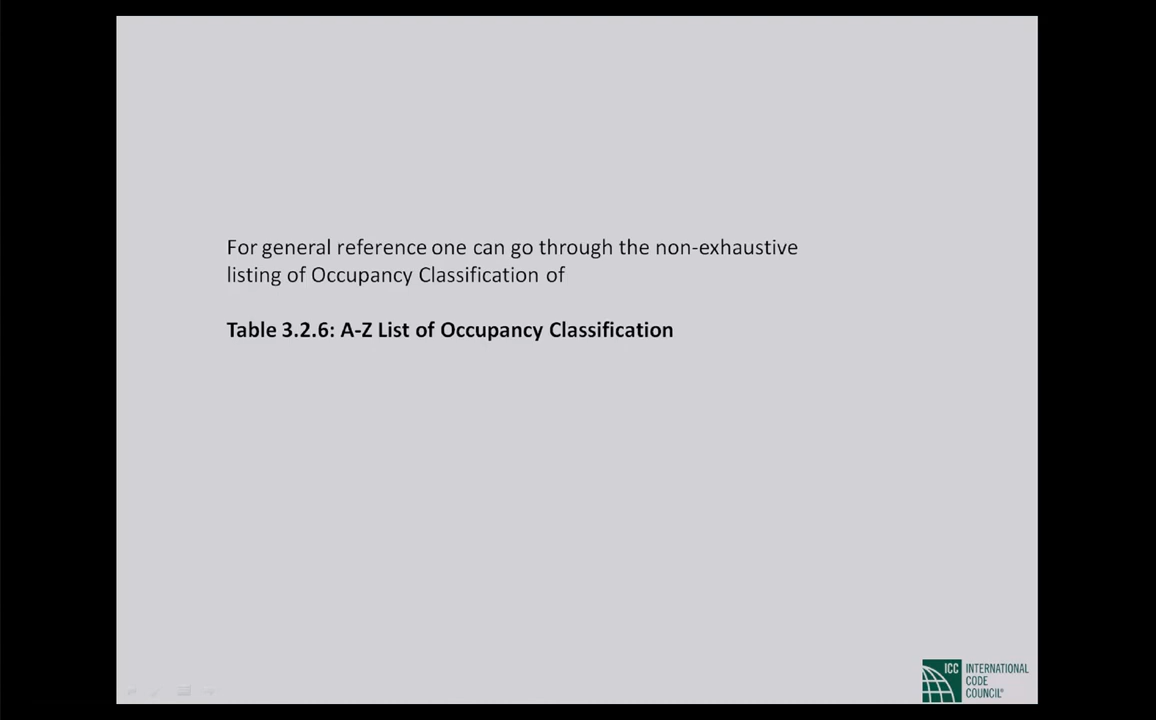 For general reference one can go through the non-exhaustive
listing of Occupancy Classification of
Table 3.2.6: A-Z List of Occupancy Classification
ICC INTERNATIONAL
CODE
COUNCIL®